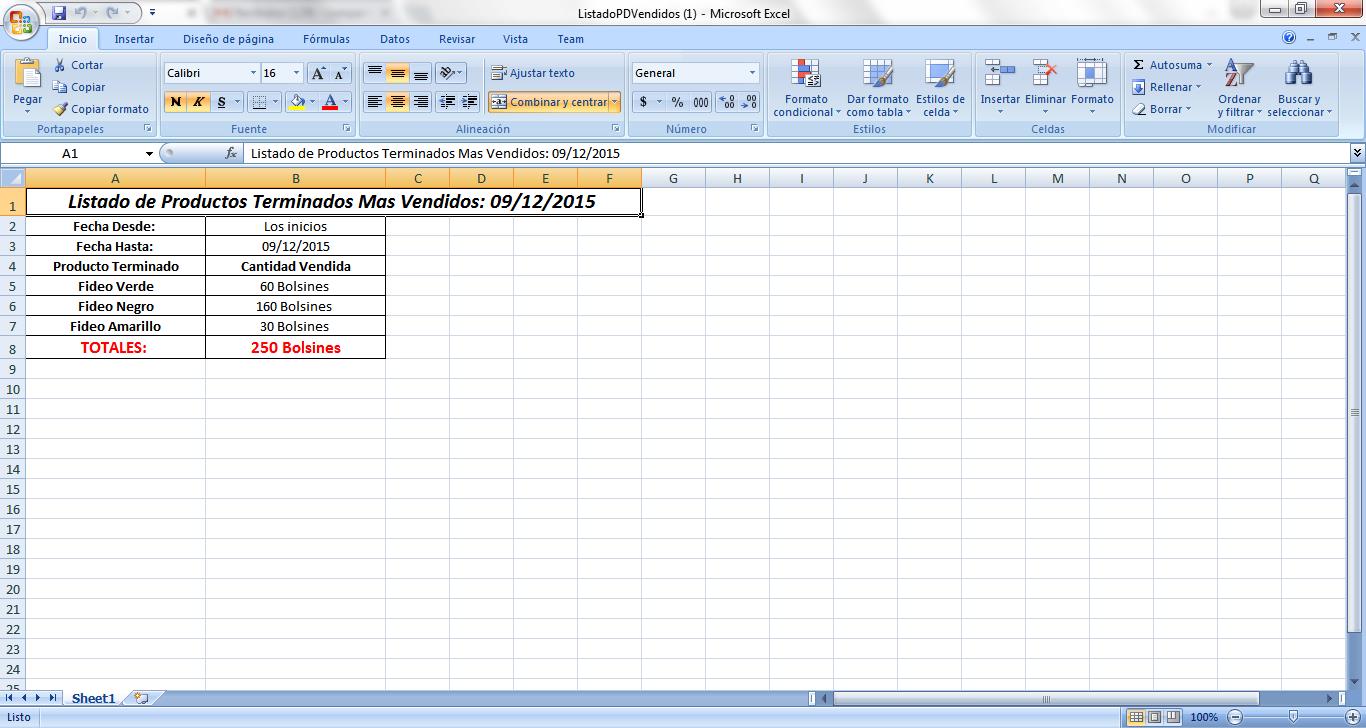 ListadoPDVendidos (1) - Microsoft Excel
Inicio Insertar Diseño de página Fórmulas Datos Revisar Vista Team
Pegar
Cortar
Copiar
Copiar formato
Portapapeles
Calibri 16
N K S
Fuente
Ajustar texto
Combinar y centrar
Alineación
General
$ % 000
Número
Formato condicional
Dar formato como tabla
Estilos de celda
Estilos
Insertar Eliminar Formato
Celdas
Σ Autosuma
Rellenar
Borrar
Ordenar y filtrar
Buscar y seleccionar
Modificar
A1 fx Listado de Productos Terminados Mas Vendidos: 09/12/2015
A B C D E F G H I J K L M N O P Q
1 Listado de Productos Terminados Mas Vendidos: 09/12/2015
2 Fecha Desde: Los inicios
3 Fecha Hasta: 09/12/2015
4 Producto Terminado Cantidad Vendida
5 Fideo Verde 60 Bolsines
6 Fideo Negro 160 Bolsines
7 Fideo Amarillo 30 Bolsines
8 TOTALES: 250 Bolsines
9
10
11
12
13
14
15
16
17
18
19
20
21
22
23
24
25
Sheet1
Listo 100%